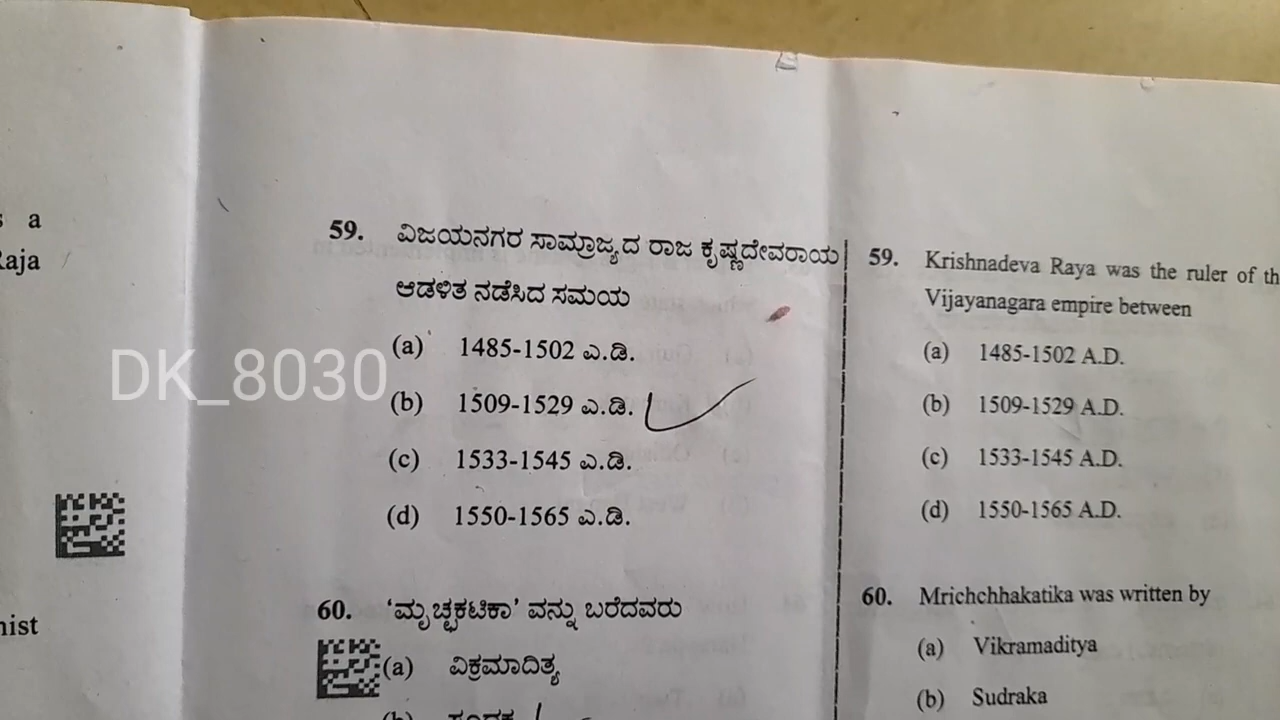 s a
Raja
nist
59. ವಿಜಯನಗರ ಸಾಮ್ರಾಜ್ಯದ ರಾಜ ಕೃಷ್ಣದೇವರಾಯ
ಆಡಳಿತ ನಡೆಸಿದ ಸಮಯ
(a) 1485-1502 ಎ.ಡಿ.
(b) 1509-1529 ಎ.ಡಿ.
(c) 1533-1545 ಎ.ಡಿ.
(d) 1550-1565 ಎ.ಡಿ.
60. ‘ಮೃಚ್ಛಕಟಿಕಾ’ ವನ್ನು ಬರೆದವರು
(a) ವಿಕ್ರಮಾದಿತ್ಯ
(b)
59. Krishnadeva Raya was the ruler of th
Vijayanagara empire between
(a) 1485-1502 A.D.
(b) 1509-1529 A.D.
(c) 1533-1545 A.D.
(d) 1550-1565 A.D.
60. Mrichchhakatika was written by
(a) Vikramaditya
(b) Sudraka
DK_8030